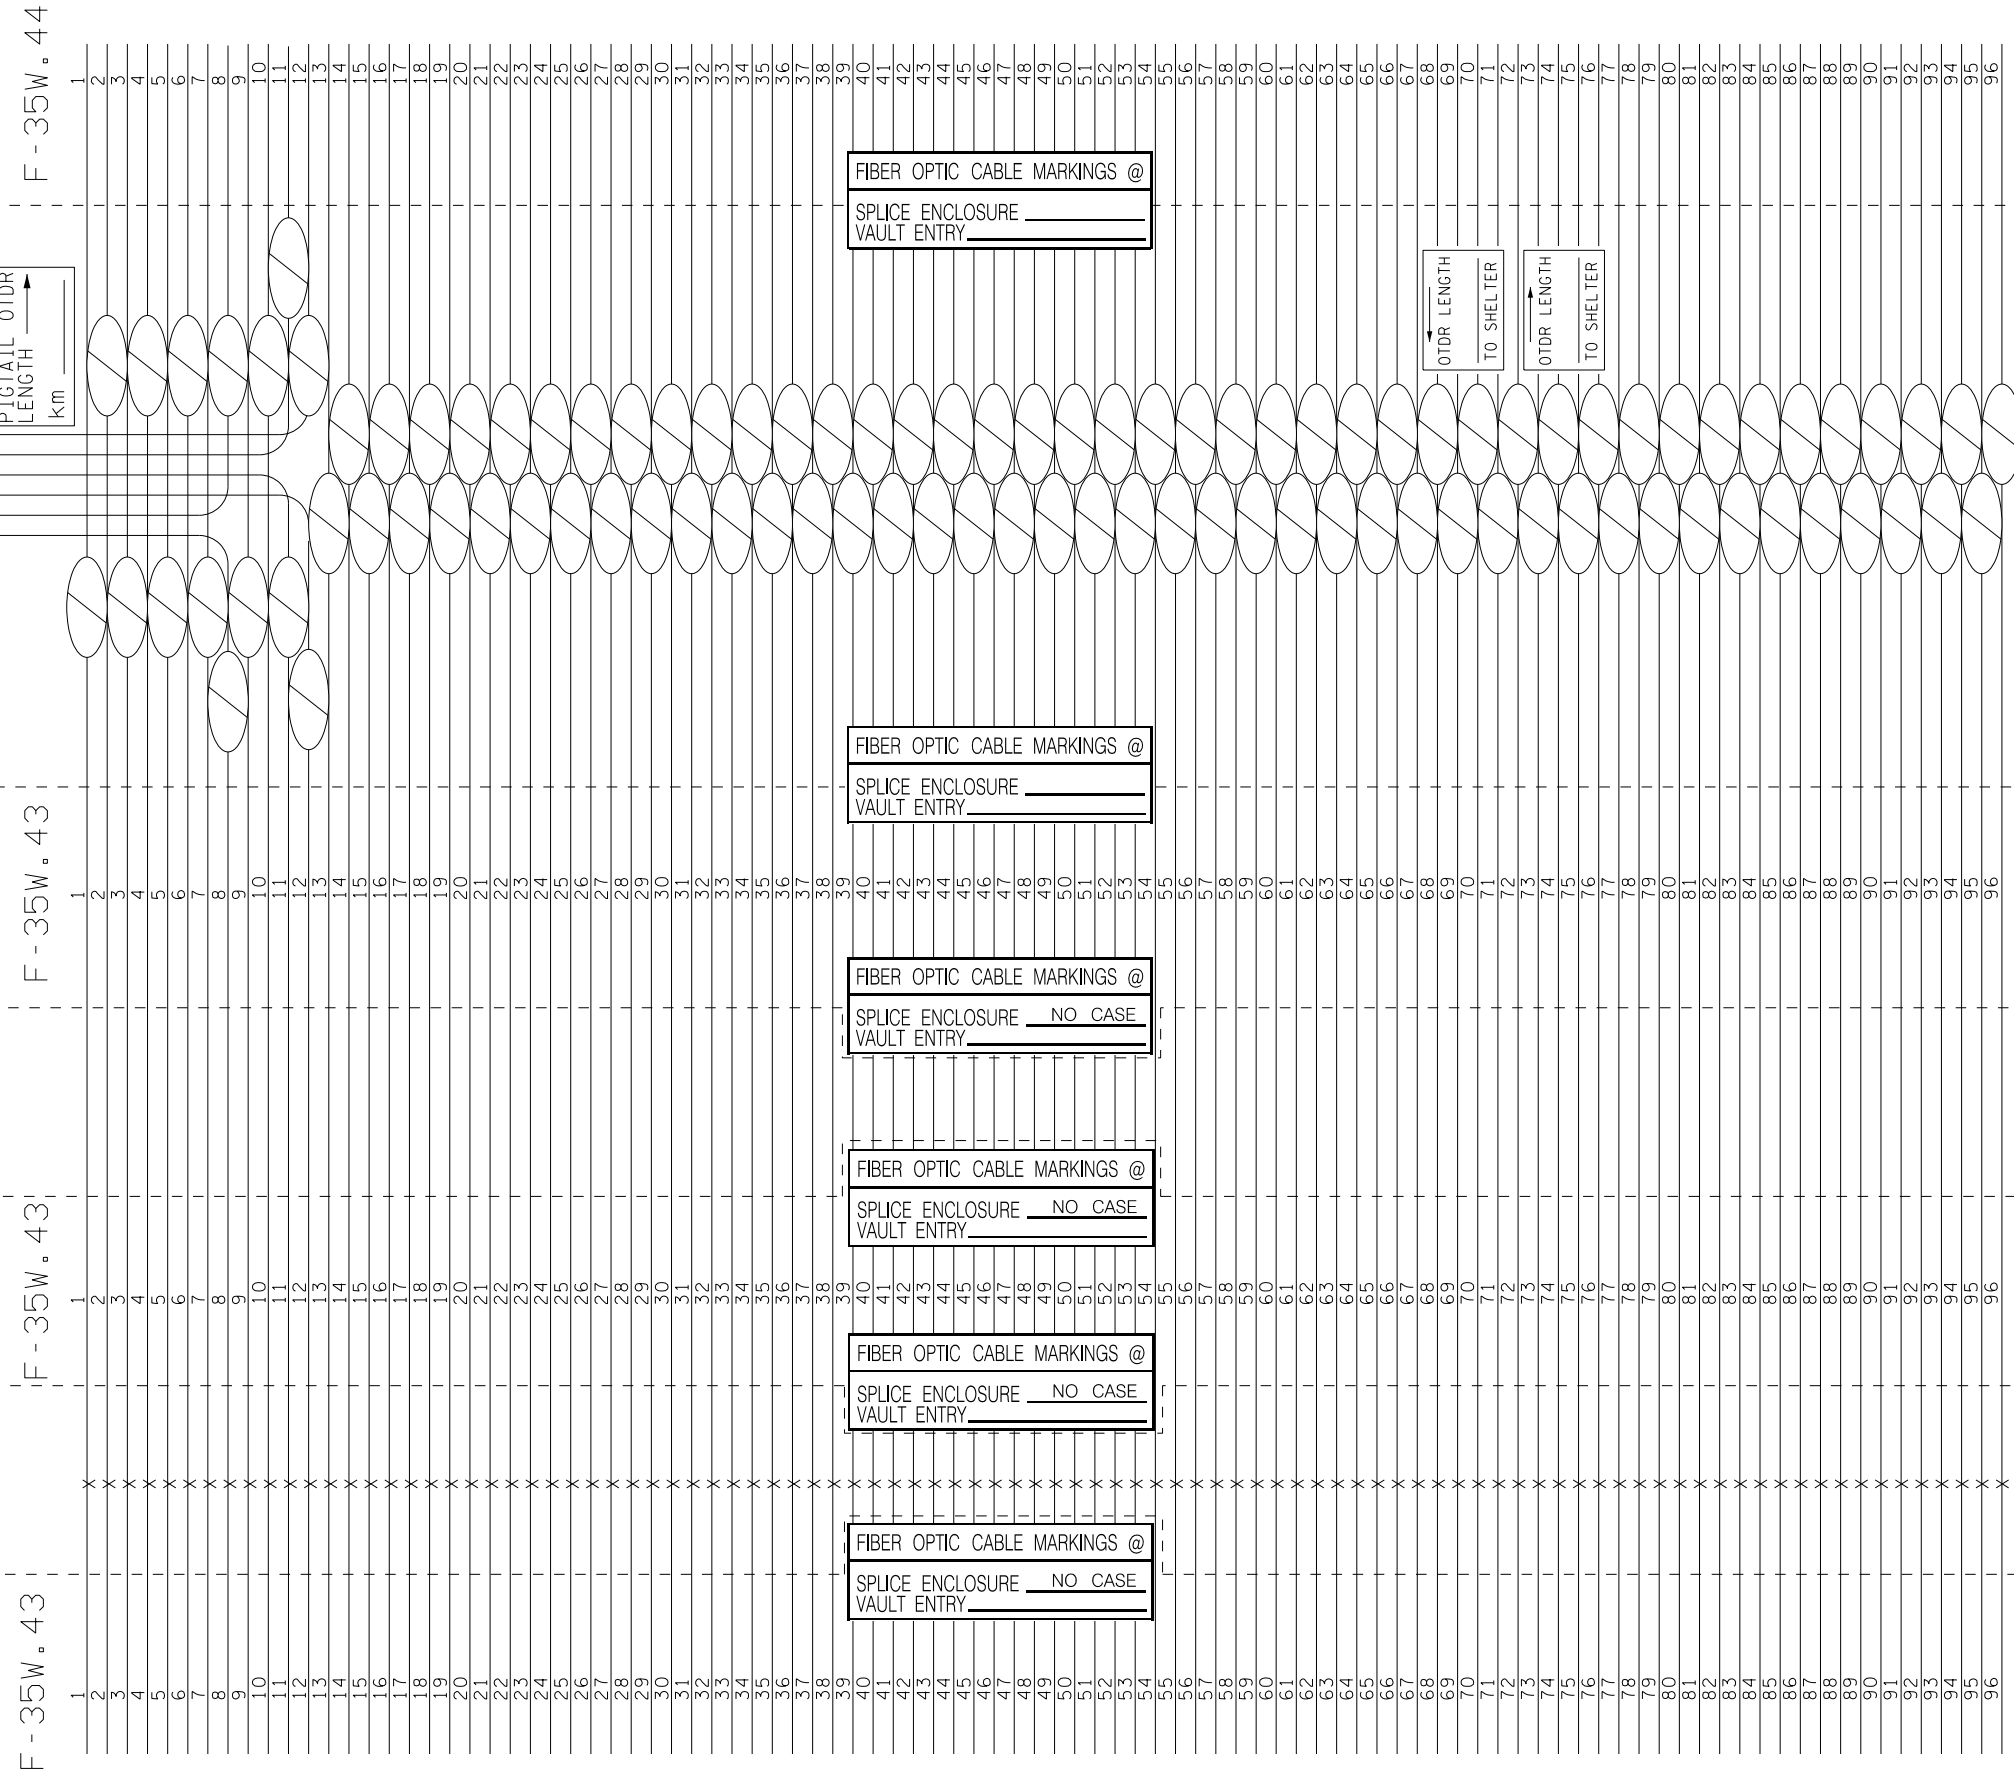 F-35W.44
1 2 3 4 5 6 7 8 9 10 11 12 13 14 15 16 17 18 19 20 21 22 23 24 25 26 27 28 29 30 31 32 33 34 35 36 37 38 39 40 41 42 43 44 45 46 47 48 49 50 51 52 53 54 55 56 57 58 59 60 61 62 63 64 65 66 67 68 69 70 71 72 73 74 75 76 77 78 79 80 81 82 83 84 85 86 87 88 89 90 91 92 93 94 95 96
FIBER OPTIC CABLE MARKINGS @
SPLICE ENCLOSURE
VAULT ENTRY
PIGTAIL OTDR
LENGTH
km
OTDR LENGTH
TO SHELTER
OTDR LENGTH
TO SHELTER
FIBER OPTIC CABLE MARKINGS @
SPLICE ENCLOSURE
VAULT ENTRY
F-35W.43
1 2 3 4 5 6 7 8 9 10 11 12 13 14 15 16 17 18 19 20 21 22 23 24 25 26 27 28 29 30 31 32 33 34 35 36 37 38 39 40 41 42 43 44 45 46 47 48 49 50 51 52 53 54 55 56 57 58 59 60 61 62 63 64 65 66 67 68 69 70 71 72 73 74 75 76 77 78 79 80 81 82 83 84 85 86 87 88 89 90 91 92 93 94 95 96
FIBER OPTIC CABLE MARKINGS @
SPLICE ENCLOSURE NO CASE
VAULT ENTRY
FIBER OPTIC CABLE MARKINGS @
SPLICE ENCLOSURE NO CASE
VAULT ENTRY
F-35W.43
1 2 3 4 5 6 7 8 9 10 11 12 13 14 15 16 17 18 19 20 21 22 23 24 25 26 27 28 29 30 31 32 33 34 35 36 37 38 39 40 41 42 43 44 45 46 47 48 49 50 51 52 53 54 55 56 57 58 59 60 61 62 63 64 65 66 67 68 69 70 71 72 73 74 75 76 77 78 79 80 81 82 83 84 85 86 87 88 89 90 91 92 93 94 95 96
FIBER OPTIC CABLE MARKINGS @
SPLICE ENCLOSURE NO CASE
VAULT ENTRY
FIBER OPTIC CABLE MARKINGS @
SPLICE ENCLOSURE NO CASE
VAULT ENTRY
F-35W.43
1 2 3 4 5 6 7 8 9 10 11 12 13 14 15 16 17 18 19 20 21 22 23 24 25 26 27 28 29 30 31 32 33 34 35 36 37 38 39 40 41 42 43 44 45 46 47 48 49 50 51 52 53 54 55 56 57 58 59 60 61 62 63 64 65 66 67 68 69 70 71 72 73 74 75 76 77 78 79 80 81 82 83 84 85 86 87 88 89 90 91 92 93 94 95 96